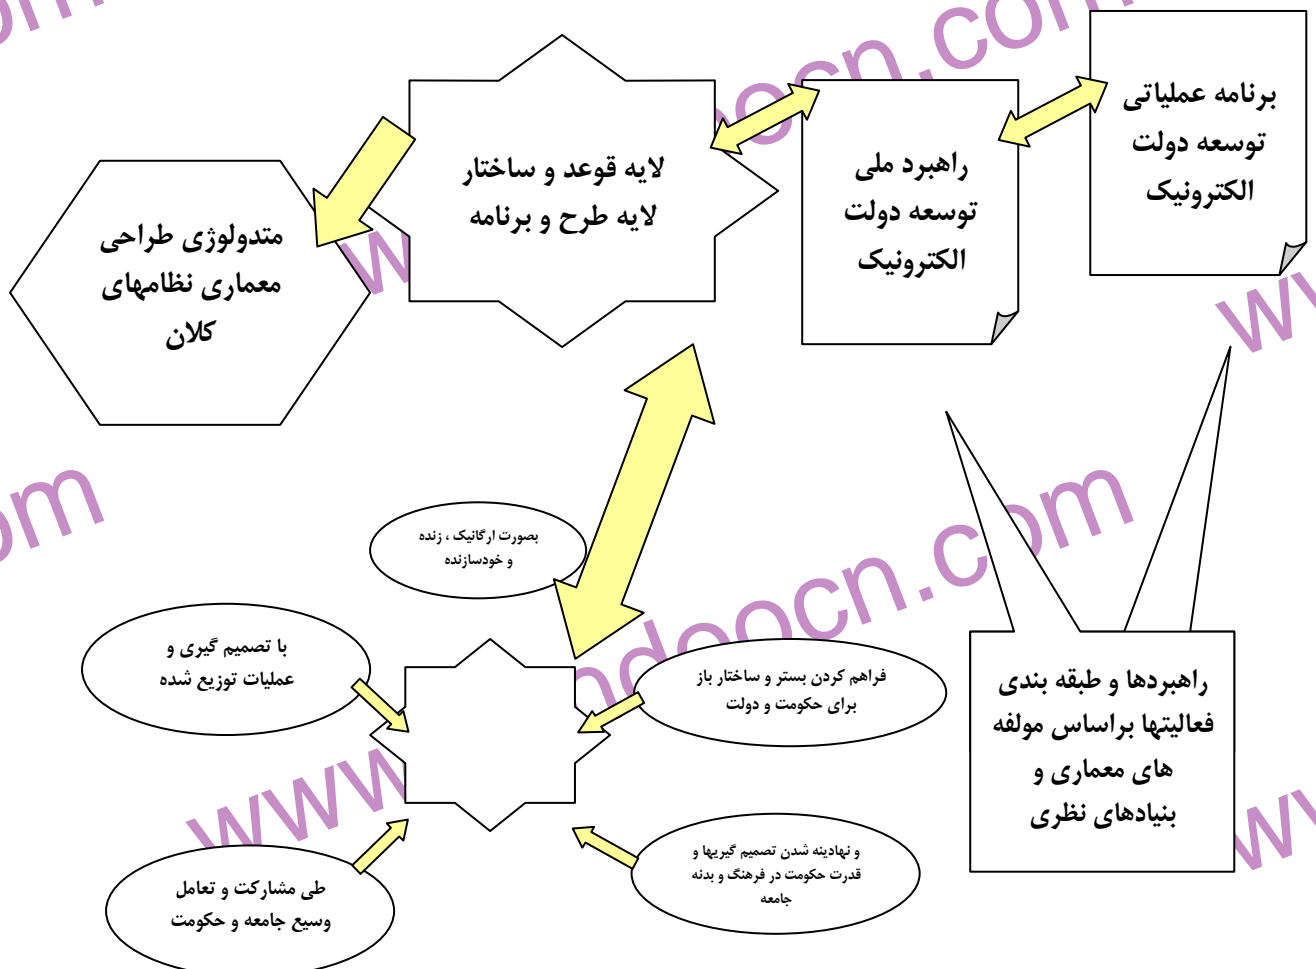 برنامه عملیاتی
توسعه دولت
الکترونیک
راهبرد ملی
توسعه دولت
الکترونیک
لایه قوعد و ساختار
لایه طرح و برنامه
متدولوژی طراحی
معماری نظامهای
کلان
بصورت ارگانیک ، زنده
و خودسازنده
با تصمیم گیری و
عملیات توزیع شده
فراهم کردن بستر و ساختار باز
برای حکومت و دولت
راهبردها و طبقه بندی
فعالیتها براساس مولفه
های معماری و
بنیادهای نظری
و نهادینه شدن تصمیم گیریها و
قدرت حکومت در فرهنگ و بدنه
جامعه
طی مشارکت و تعامل
وسیع جامعه و حکومت